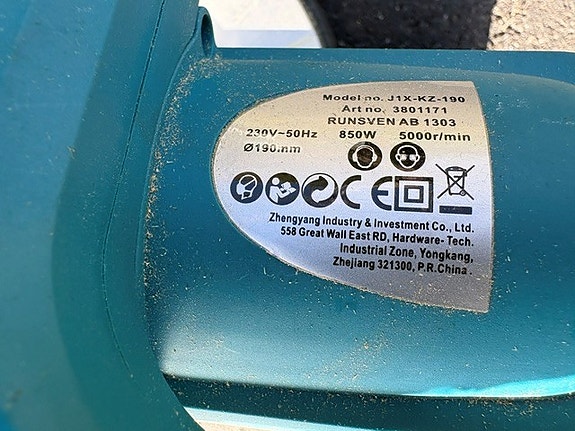 Model no. J1X-KZ-190
Art no. 3801171
RUNSVEN AB 1303
230V~50Hz 850W 5000r/min
Ø190mm
CE
Zhengyang Industry & Investment Co., Ltd.
558 Great Wall East RD, Hardware- Tech.
Industrial Zone, Yongkang,
Zhejiang 321300, P.R.China.